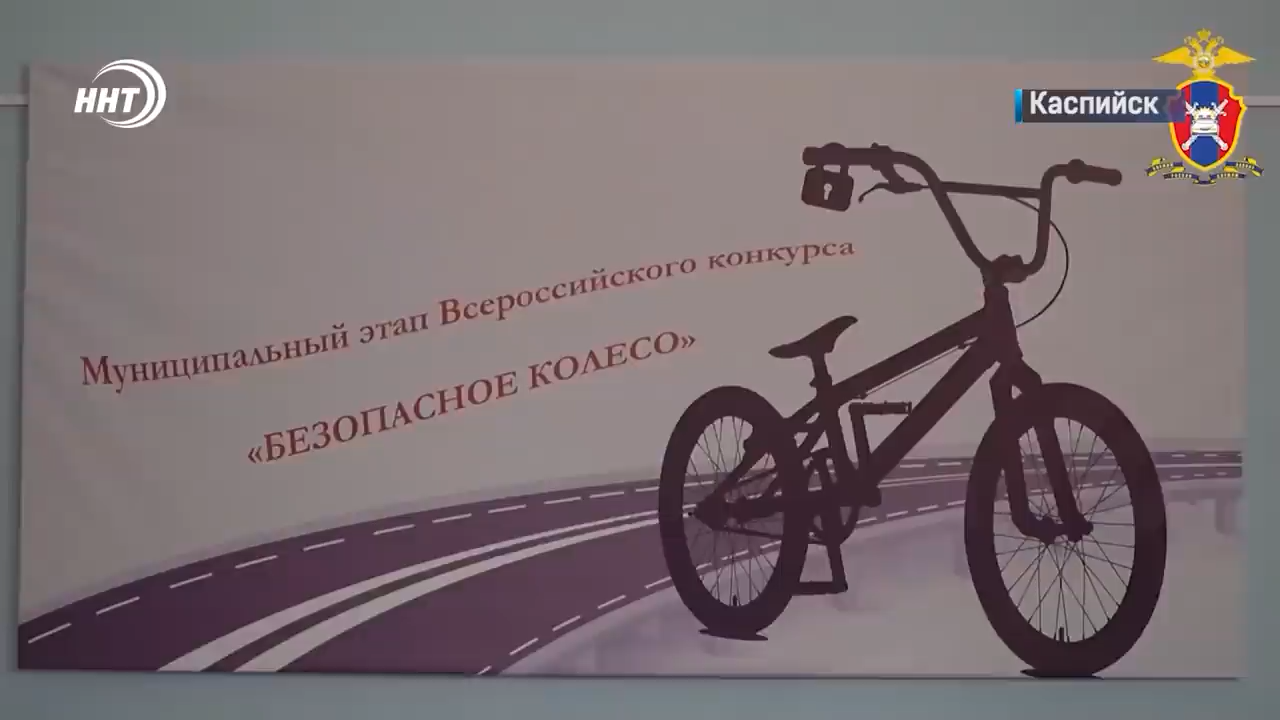 ННТ
Каспийск
Муниципальный этап Всероссийского конкурса
«БЕЗОПАСНОЕ КОЛЕСО»